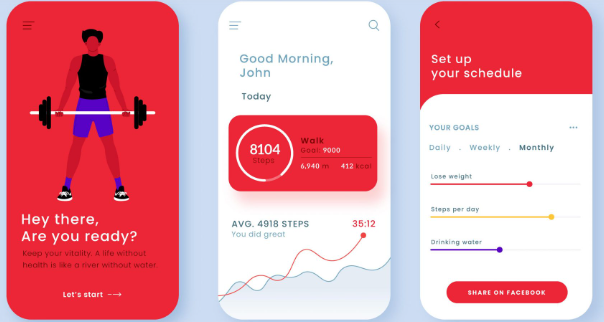 Hey there,
Are you ready?
Keep your vitality. A life without
health is like a river without water.
Let's start
Good Morning,
John
Today
8104
Steps
Walk
Goal: 9000
6,940 m 412 kcal
AVG. 4918 STEPS 35:12
You did great
Set up
your schedule
YOUR GOALS
Daily . Weekly . Monthly
Lose weight
Steps per day
Drinking water
SHARE ON FACEBOOK